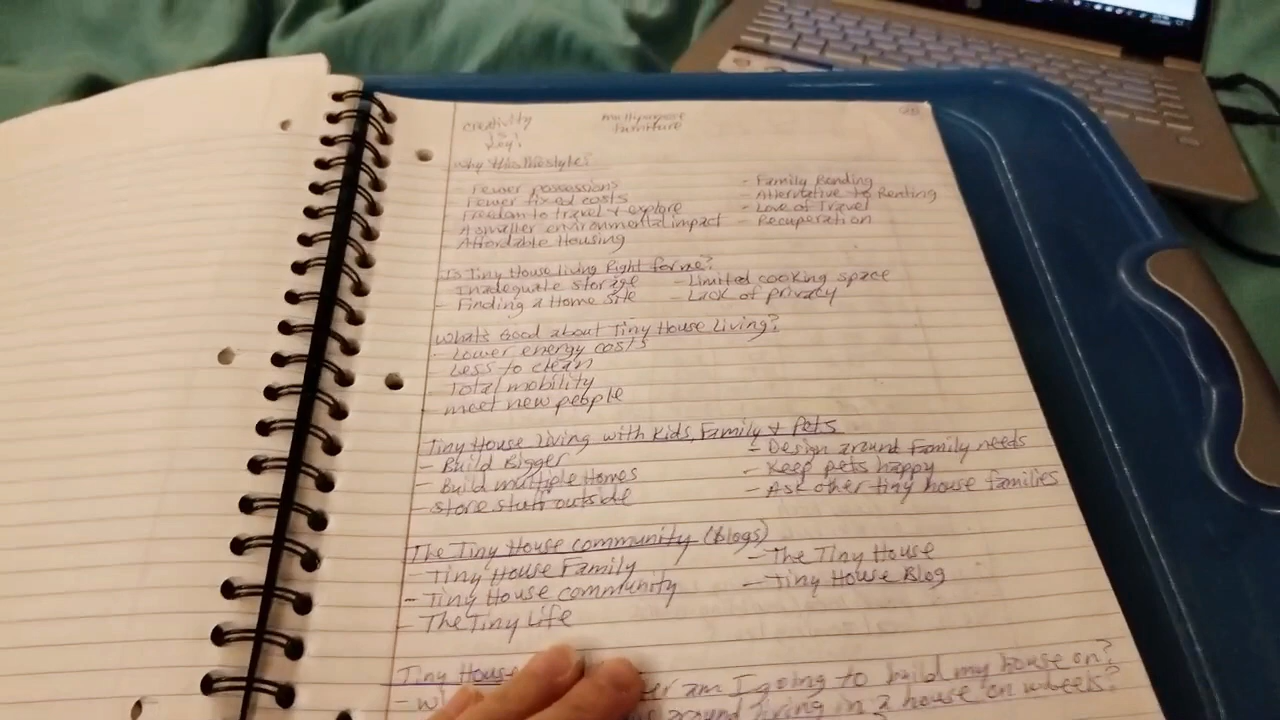 creativity
is!
key!
multipurpose
furniture
Why this lifestyle?
- Fewer possessions
- Fewer fixed costs
- Freedom to travel & explore
- A smaller environmental impact
- Affordable Housing
- Family Bonding
- Alternative to Renting
- Love of Travel
- Recuperation
Is Tiny House living Right for me?
- Inadequate storage
- Finding a Home Site
- Limited cooking space
- Lack of privacy
What's Good about Tiny House Living?
- Lower energy costs
- Less to clean
- Total mobility
- meet new people
Tiny House living with Kids, Family & Pets
- Build Bigger
- Build multiple Homes
- Store stuff outside
- Design around Family needs
- Keep pets happy
- Ask other tiny house families
The Tiny House community (blogs)
- Tiny House Family
- Tiny House community
- The Tiny Life
- The Tiny House
- Tiny House Blog
Tiny House
am I going to build my house on?
around living in a house on wheels?